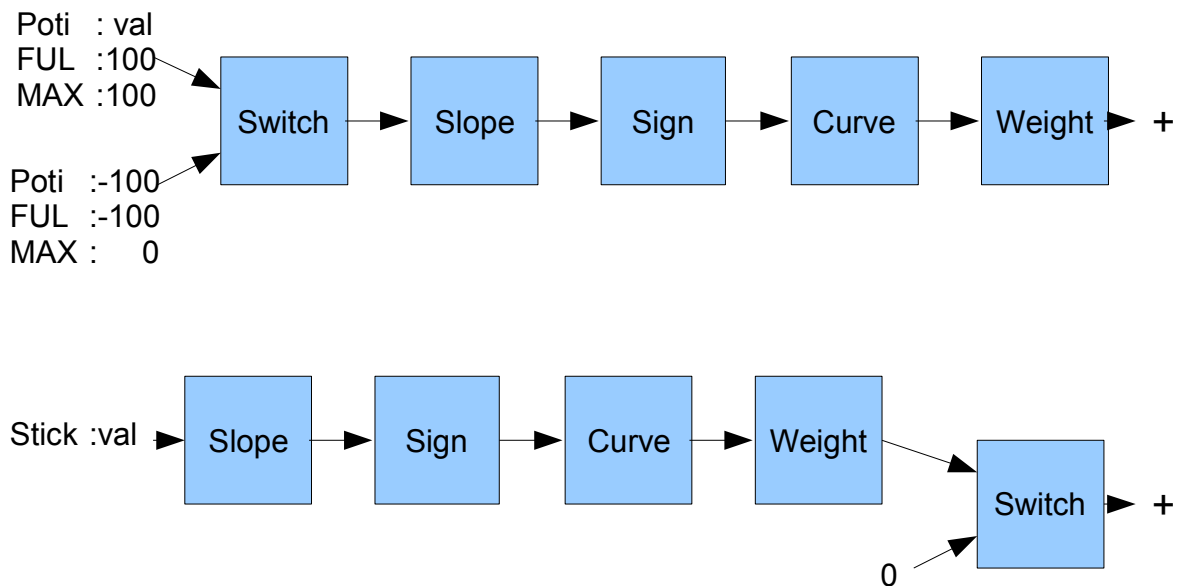 Poti : val
FUL :100
MAX :100
Switch Slope Sign Curve Weight +
Poti :-100
FUL :-100
MAX : 0
Stick :val Slope Sign Curve Weight
Switch +
0